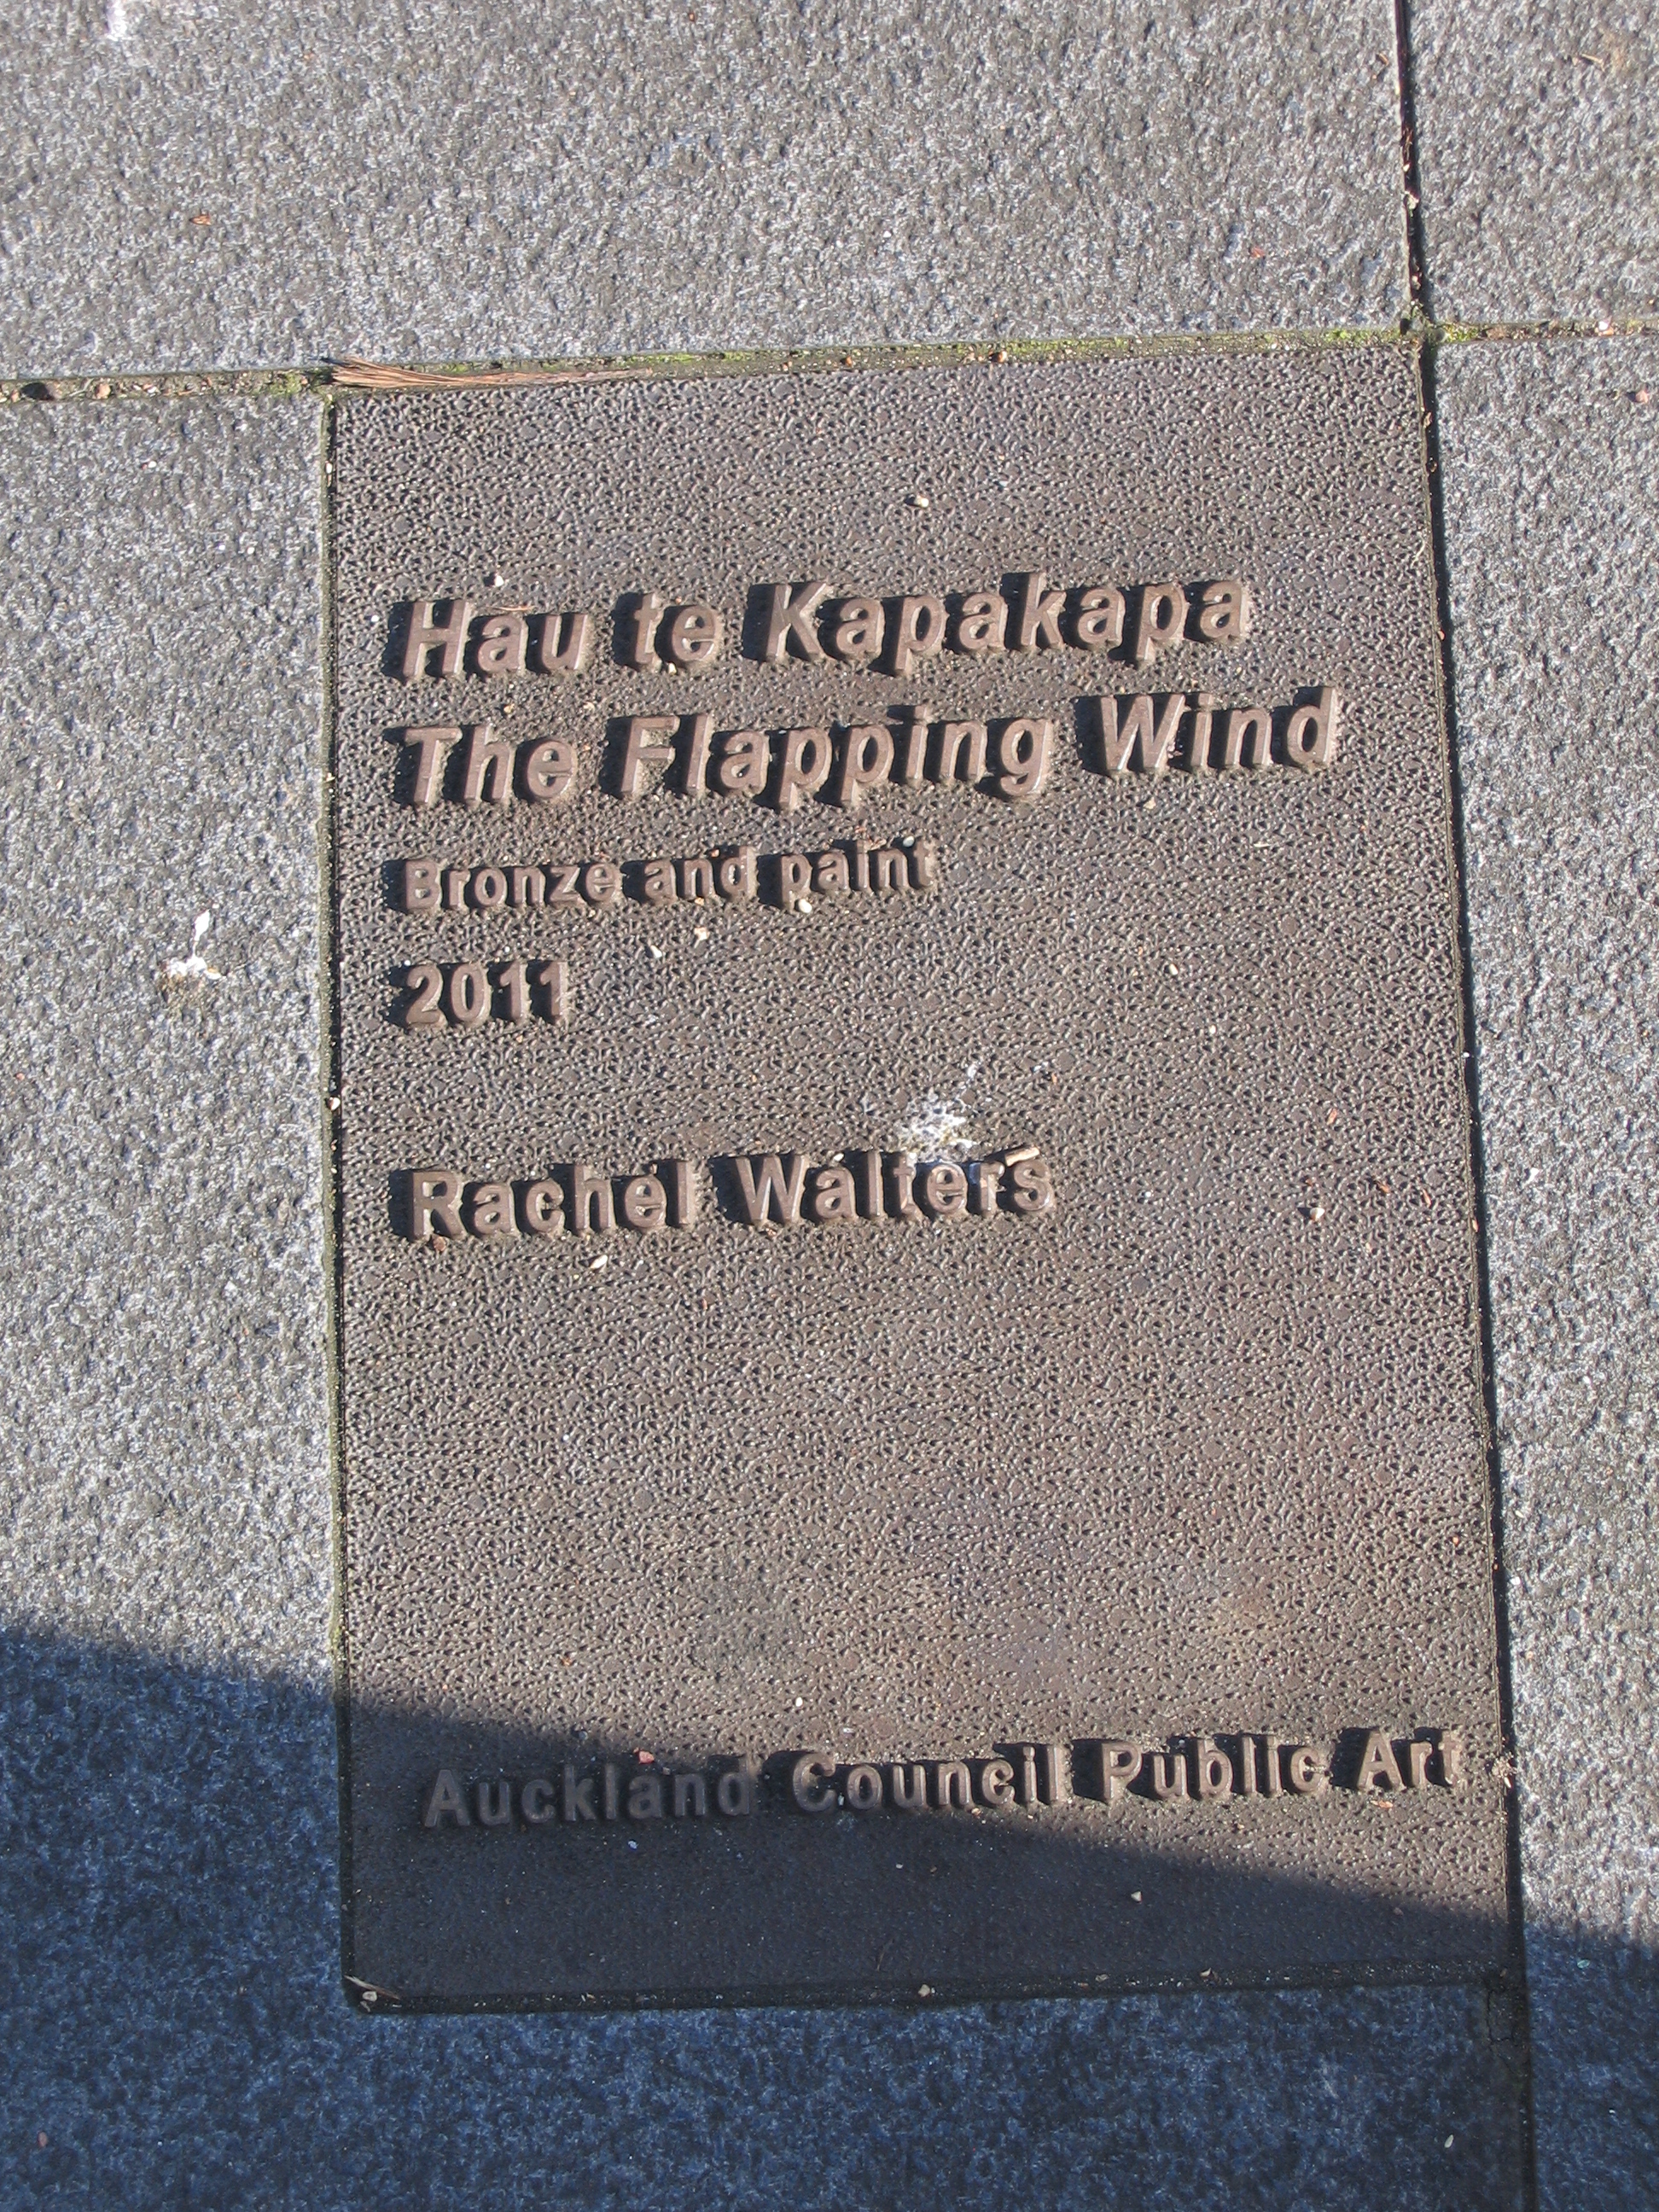 Hau te Kapakapa
The Flapping Wind
Bronze and paint
2011
Rachel Walters
Auckland Council Public Art